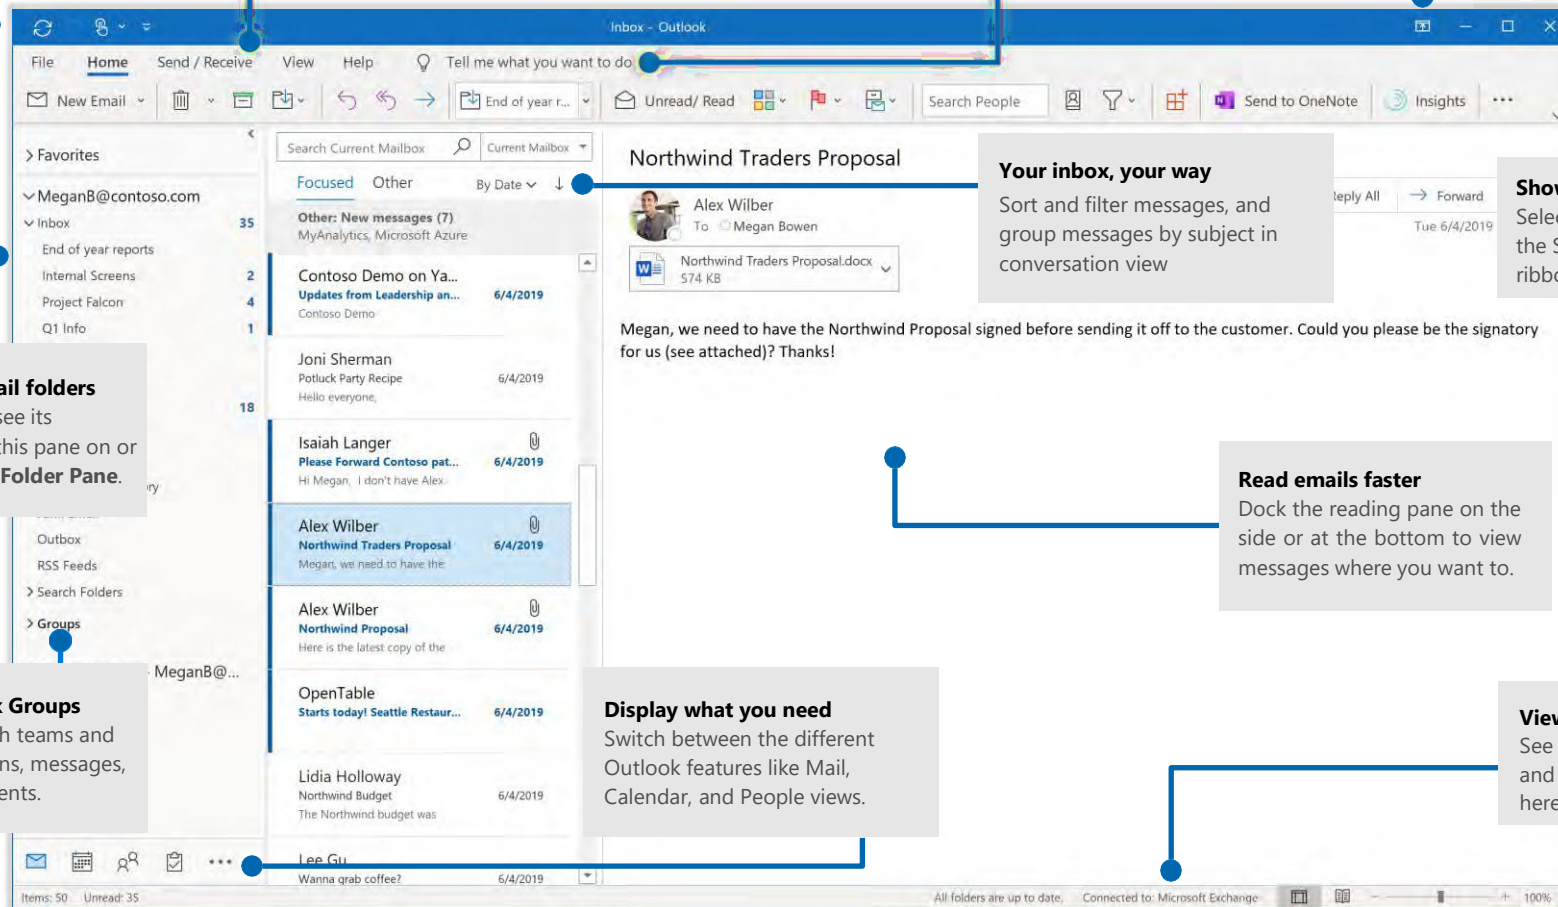 Inbox - Outlook
File Home Send / Receive View Help Tell me what you want to do
New Email End of year r... Unread/ Read Search People Send to OneNote Insights ...
> Favorites
MeganB@contoso.com
Inbox 35
End of year reports
Internal Screens 2
Project Falcon 4
Q1 Info 1
ail folders
see its
this pane on or
Folder Pane.
18
ry
Outbox
RSS Feeds
> Search Folders
> Groups
MeganB@...
x Groups
h teams and
ns, messages,
ents.
Items: 50 Unread: 35
Search Current Mailbox Current Mailbox
Focused Other By Date
Other: New messages (7)
MyAnalytics, Microsoft Azure
Contoso Demo on Ya...
Updates from Leadership an... 6/4/2019
Contoso Demo
Joni Sherman
Potluck Party Recipe 6/4/2019
Hello everyone,
Isaiah Langer
Please Forward Contoso pat... 6/4/2019
Hi Megan, I don't have Alex
Alex Wilber
Northwind Traders Proposal 6/4/2019
Megan, we need to have the
Alex Wilber
Northwind Proposal 6/4/2019
Here is the latest copy of the
OpenTable
Starts today! Seattle Restaur... 6/4/2019
Lidia Holloway
Northwind Budget 6/4/2019
The Northwind budget was
Lee Gu
Wanna grab coffee? 6/4/2019
Northwind Traders Proposal
Alex Wilber
To Megan Bowen
Northwind Traders Proposal.docx
574 KB
Your inbox, your way
Sort and filter messages, and
group messages by subject in
conversation view
eply All Forward
Tue 6/4/2019
Show
Selec
the S
ribbo
Megan, we need to have the Northwind Proposal signed before sending it off to the customer. Could you please be the signatory
for us (see attached)? Thanks!
Read emails faster
Dock the reading pane on the
side or at the bottom to view
messages where you want to.
Display what you need
Switch between the different
Outlook features like Mail,
Calendar, and People views.
View
See
and
here
All folders are up to date. Connected to: Microsoft Exchange 100%